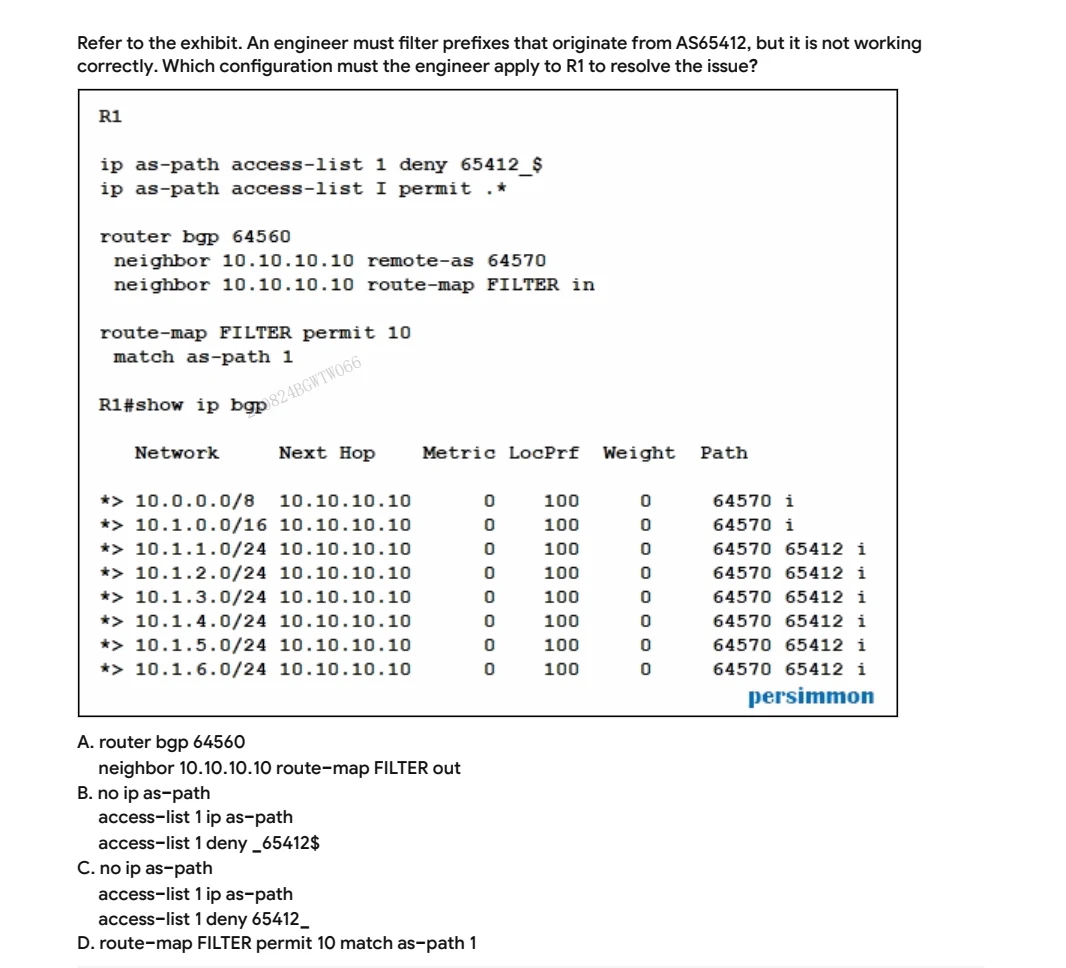 Refer to the exhibit. An engineer must filter prefixes that originate from AS65412, but it is not working
correctly. Which configuration must the engineer apply to R1 to resolve the issue?
R1
ip as-path access-list 1 deny 65412_$
ip as-path access-list I permit .*
router bgp 64560
neighbor 10.10.10.10 remote-as 64570
neighbor 10.10.10.10 route-map FILTER in
route-map FILTER permit 10
match as-path 1
R1#show ip bgp
Network Next Hop Metric LocPrf Weight Path
*> 10.0.0.0/8 10.10.10.10 0 100 0 64570 i
*> 10.1.0.0/16 10.10.10.10 0 100 0 64570 i
*> 10.1.1.0/24 10.10.10.10 0 100 0 64570 65412 i
*> 10.1.2.0/24 10.10.10.10 0 100 0 64570 65412 i
*> 10.1.3.0/24 10.10.10.10 0 100 0 64570 65412 i
*> 10.1.4.0/24 10.10.10.10 0 100 0 64570 65412 i
*> 10.1.5.0/24 10.10.10.10 0 100 0 64570 65412 i
*> 10.1.6.0/24 10.10.10.10 0 100 0 64570 65412 i
persimmon
A. router bgp 64560
neighbor 10.10.10.10 route-map FILTER out
B. no ip as-path
access-list 1 ip as-path
access-list 1 deny _65412$
C. no ip as-path
access-list 1 ip as-path
access-list 1 deny 65412_
D. route-map FILTER permit 10 match as-path 1